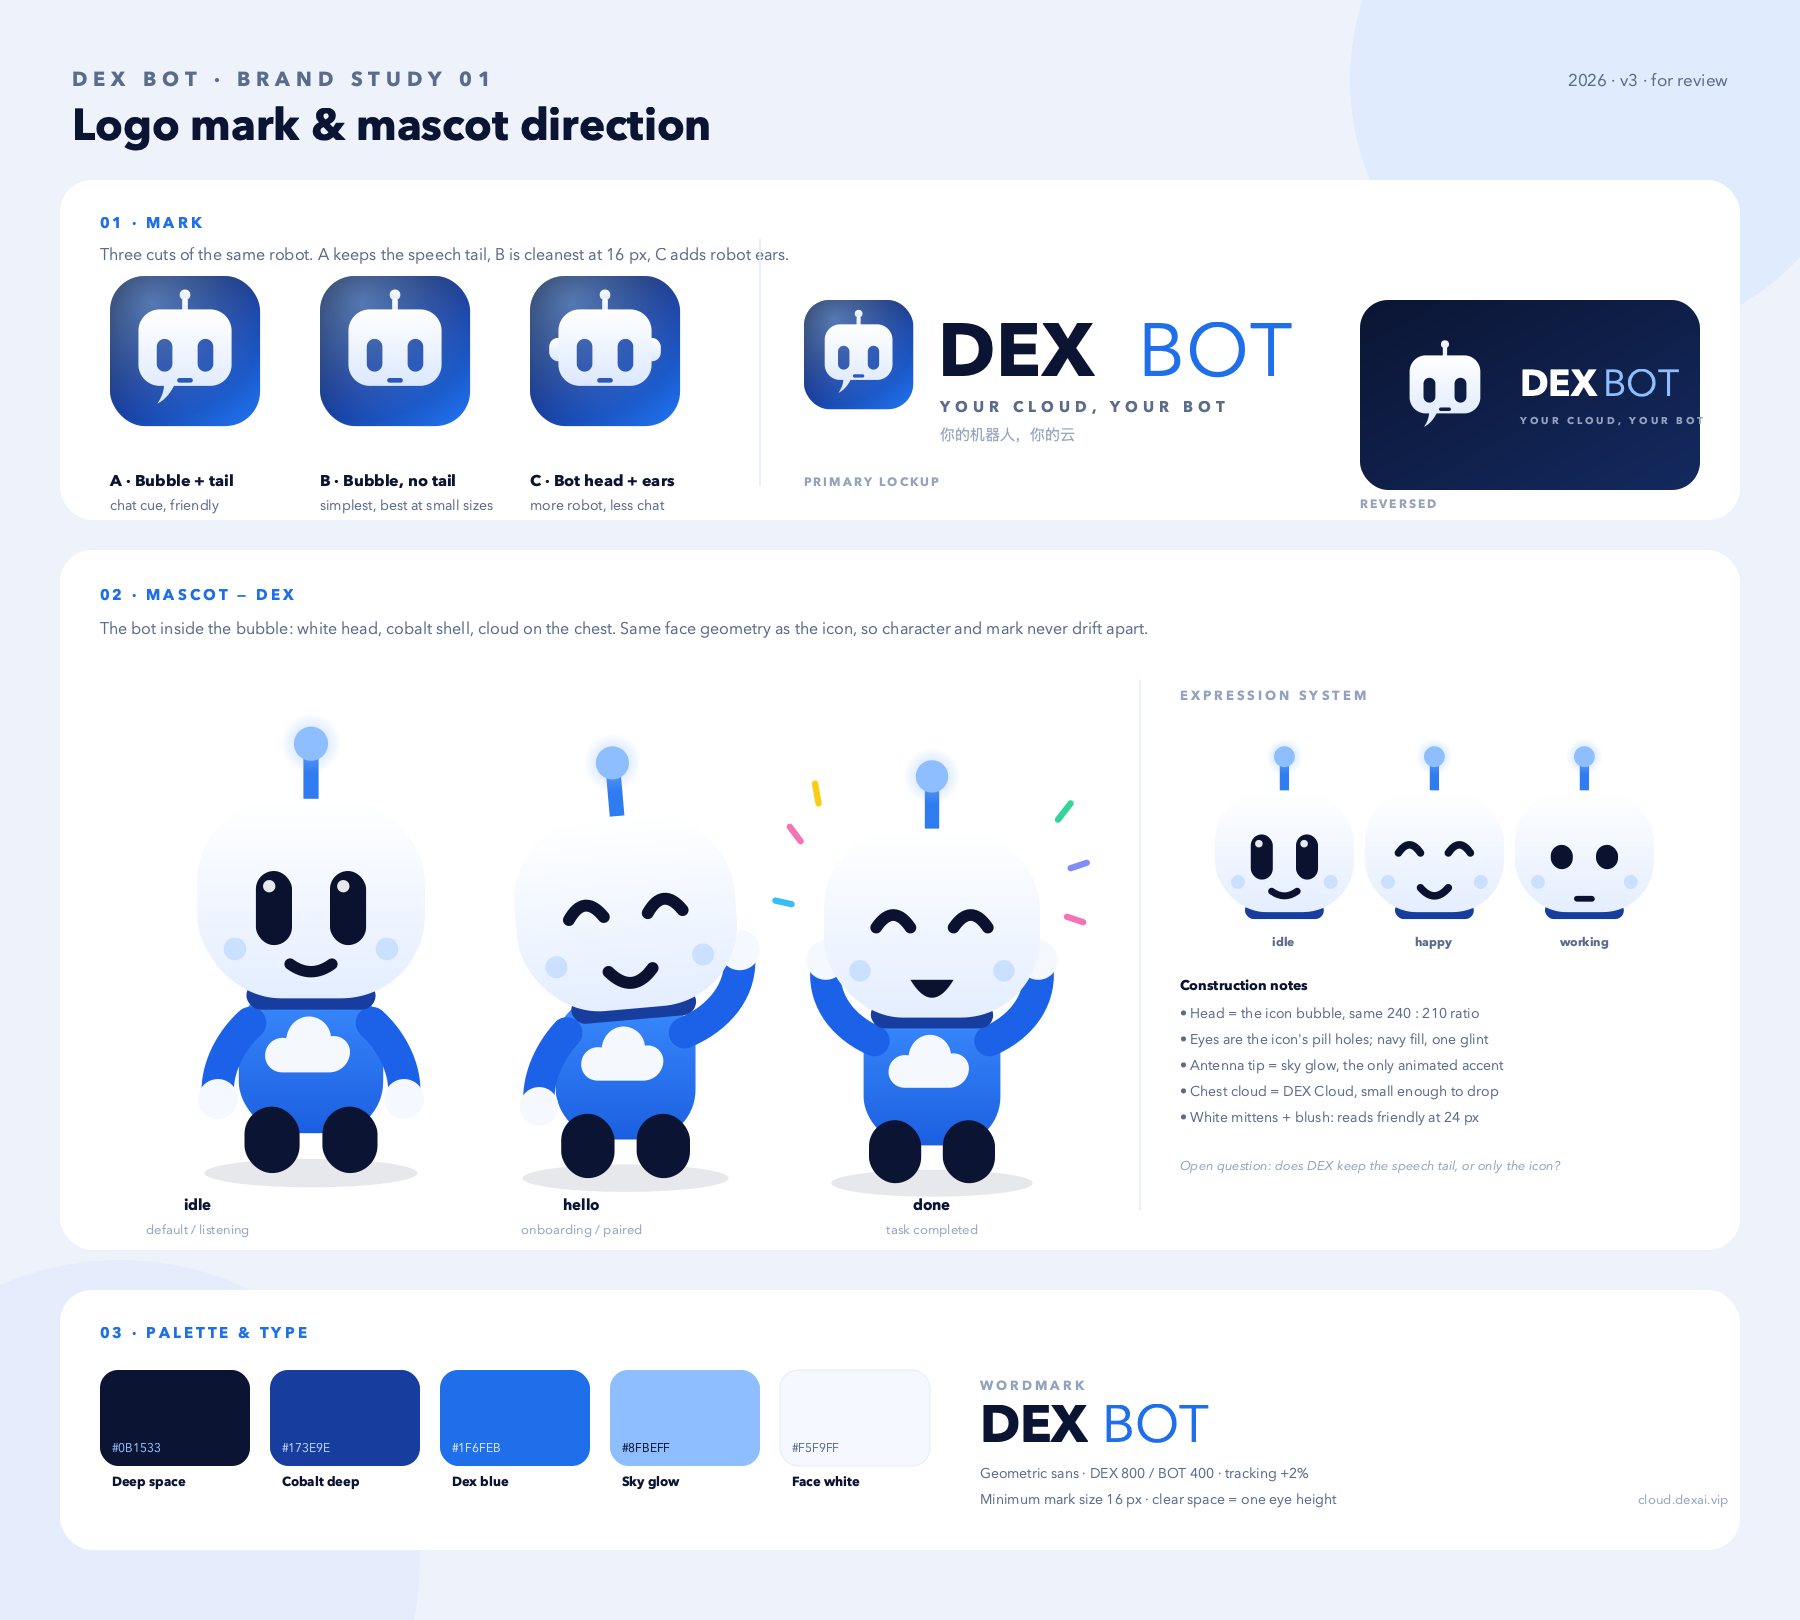 DEX BOT · BRAND STUDY 01
2026 · v3 · for review
Logo mark & mascot direction
01 · MARK
Three cuts of the same robot. A keeps the speech tail, B is cleanest at 16 px, C adds robot ears.
A · Bubble + tail
chat cue, friendly
B · Bubble, no tail
simplest, best at small sizes
C · Bot head + ears
more robot, less chat
DEX BOT
YOUR CLOUD, YOUR BOT
你的机器人，你的云
PRIMARY LOCKUP
DEX BOT
YOUR CLOUD, YOUR BOT
REVERSED
02 · MASCOT – DEX
The bot inside the bubble: white head, cobalt shell, cloud on the chest. Same face geometry as the icon, so character and mark never drift apart.
idle
default / listening
hello
onboarding / paired
done
task completed
EXPRESSION SYSTEM
idle
happy
working
Construction notes
• Head = the icon bubble, same 240 : 210 ratio
• Eyes are the icon's pill holes; navy fill, one glint
• Antenna tip = sky glow, the only animated accent
• Chest cloud = DEX Cloud, small enough to drop
• White mittens + blush: reads friendly at 24 px
Open question: does DEX keep the speech tail, or only the icon?
03 · PALETTE & TYPE
#0B1533
Deep space
#173E9E
Cobalt deep
#1F6FEB
Dex blue
#8FBEFF
Sky glow
#F5F9FF
Face white
WORDMARK
DEX BOT
Geometric sans · DEX 800 / BOT 400 · tracking +2%
Minimum mark size 16 px · clear space = one eye height
cloud.dexai.vip